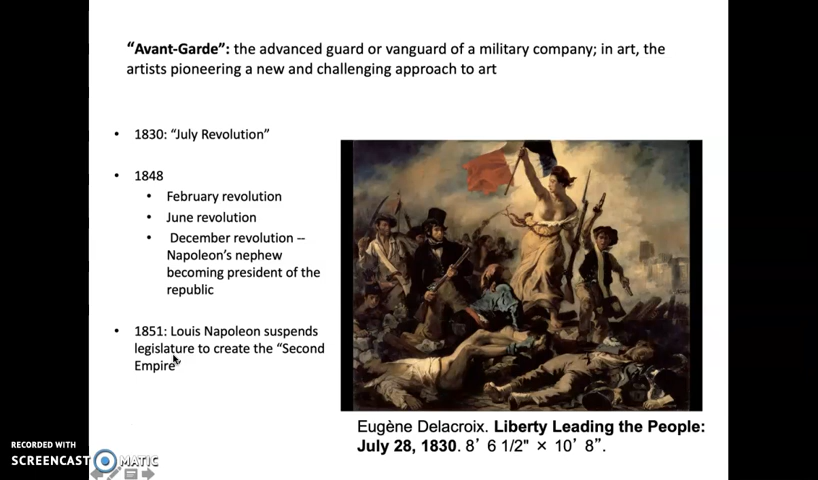 “Avant-Garde”: the advanced guard or vanguard of a military company; in art, the
artists pioneering a new and challenging approach to art
• 1830: “July Revolution”
• 1848
• February revolution
• June revolution
• December revolution --
Napoleon’s nephew
becoming president of the
republic
• 1851: Louis Napoleon suspends
legislature to create the “Second
Empire”
Eugène Delacroix. Liberty Leading the People:
July 28, 1830. 8’ 6 1/2" × 10’ 8”.
RECORDED WITH
SCREENCAST MATIC